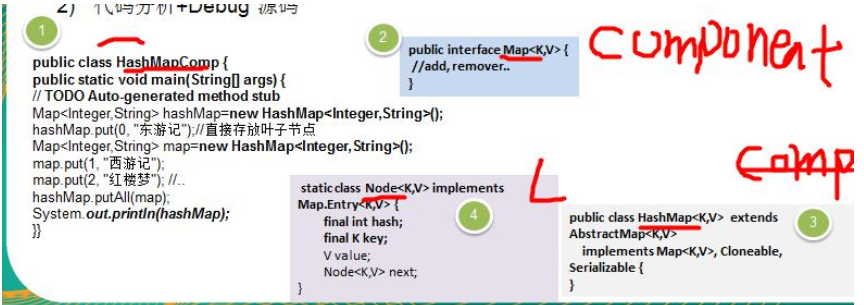 2) 代码分析+Debug 源码
1
public class HashMapComp {
public static void main(String[] args) {
// TODO Auto-generated method stub
Map<Integer,String> hashMap=new HashMap<Integer,String>();
hashMap.put(0, "东游记");//直接存放叶子节点
Map<Integer,String> map=new HashMap<Integer,String>();
map.put(1, "西游记");
map.put(2, "红楼梦"); //..
hashMap.putAll(map);
System.out.println(hashMap);
}}
2
public interface Map<K,V> {
//add, remover..
}
Component
Comp
L
static class Node<K,V> implements
Map.Entry<K,V> {
final int hash;
final K key;
V value;
Node<K,V> next;
}
4
public class HashMap<K,V> extends
AbstractMap<K,V>
implements Map<K,V>, Cloneable,
Serializable {
}
3